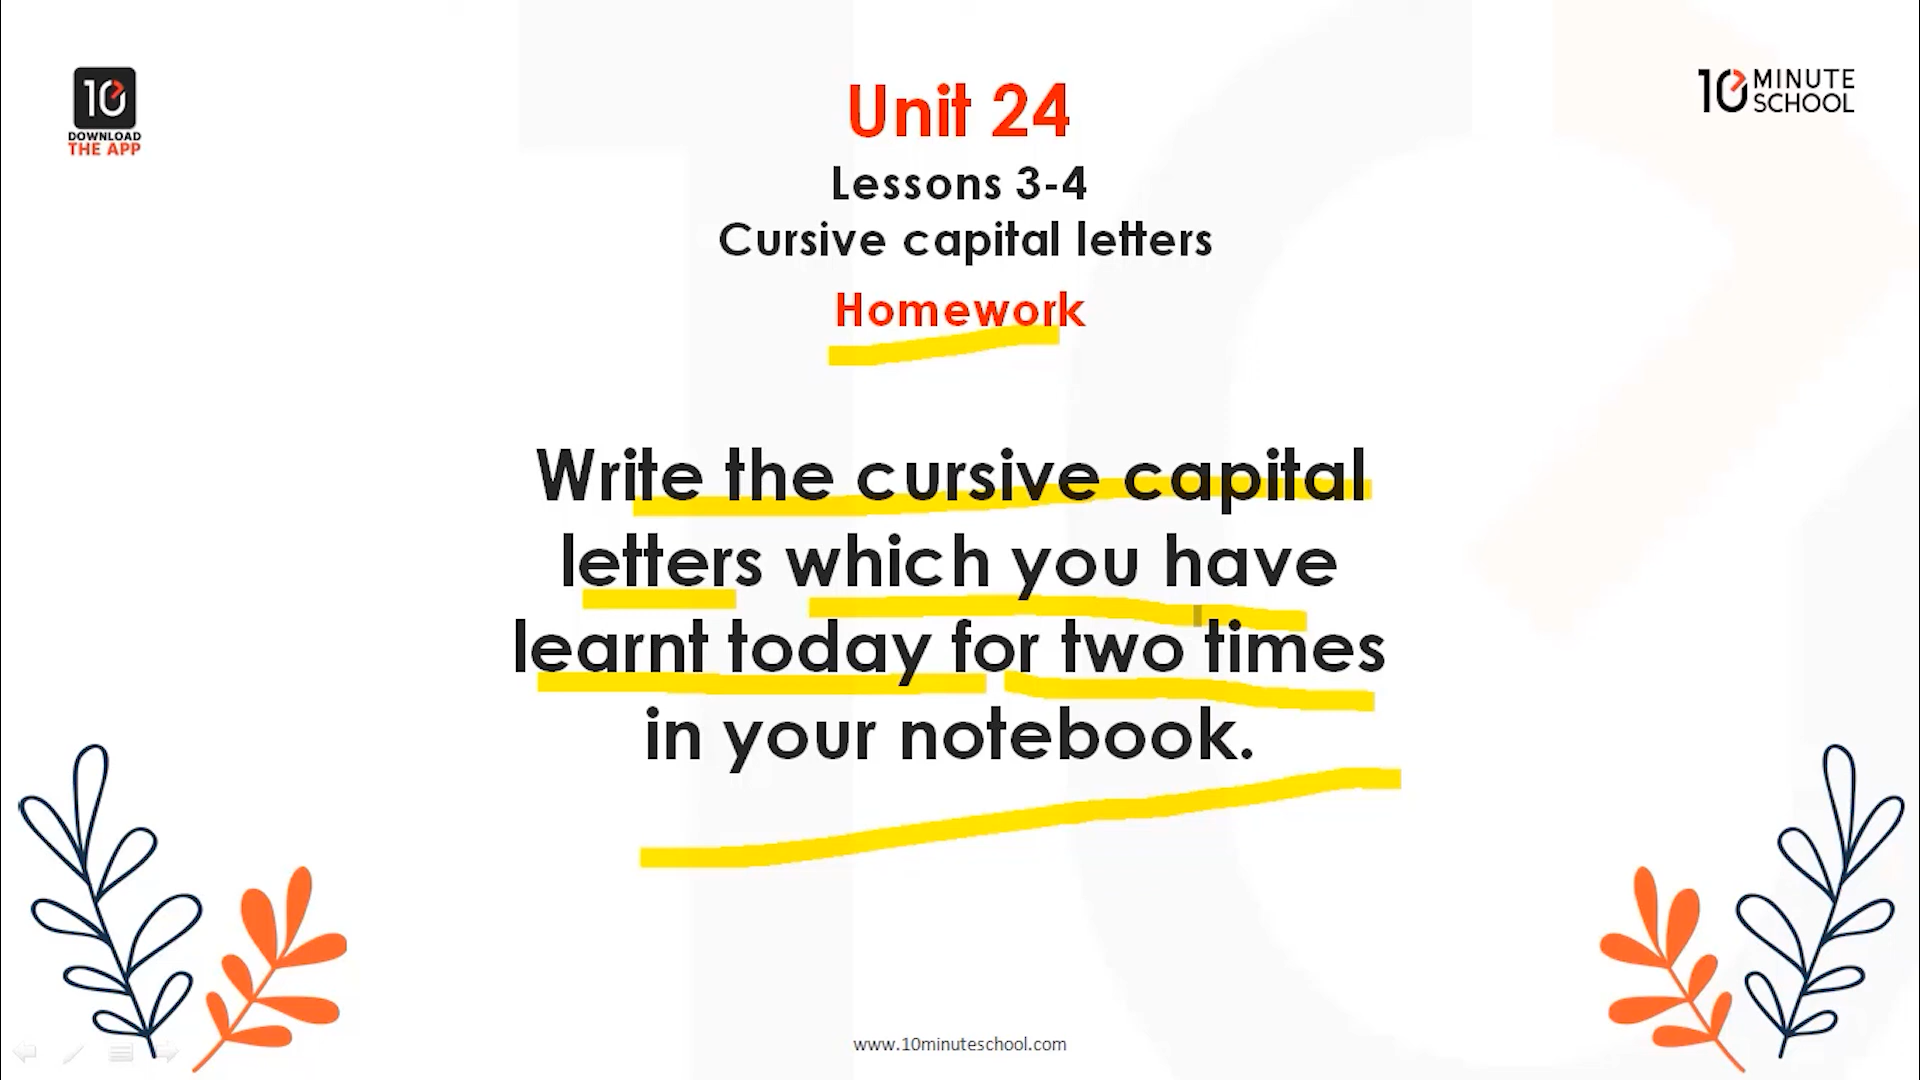 10
DOWNLOAD
THE APP
10 MINUTE
SCHOOL
Unit 24
Lessons 3-4
Cursive capital letters
Homework
Write the cursive capital
letters which you have
learnt today for two times
in your notebook.
www.10minuteschool.com